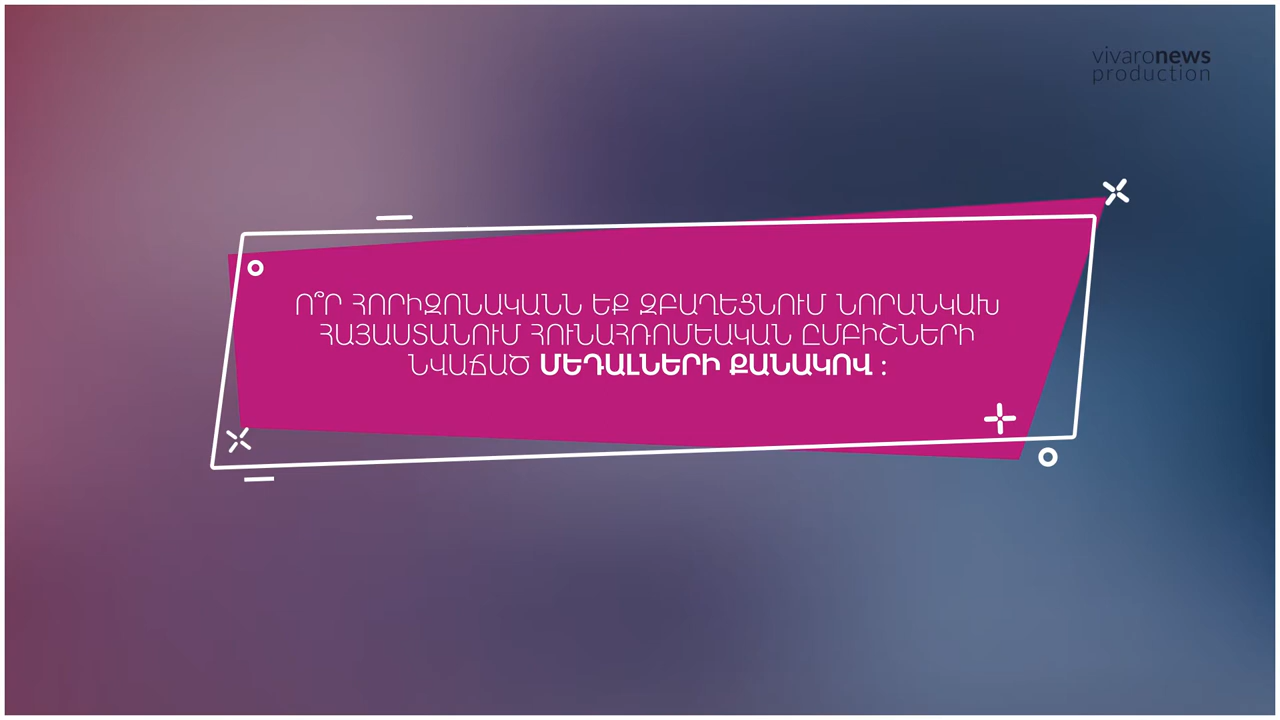 vivaronews
production
Ո՞Ր ՀՈՐԻԶՈՆԱԿԱՆՆ ԵՔ ԶԲԱՂԵՑՆՈՒՄ ՆՈՐԱՆԿԱԽ
ՀԱՅԱՍՏԱՆՈՒՄ ՀՈՒՆԱՀՌՈՄԵԱԿԱՆ ԸՄԲԻՇՆԵՐԻ
ՆՎԱՃԱԾ ՄԵԴԱԼՆԵՐԻ ՔԱՆԱԿՈՎ :